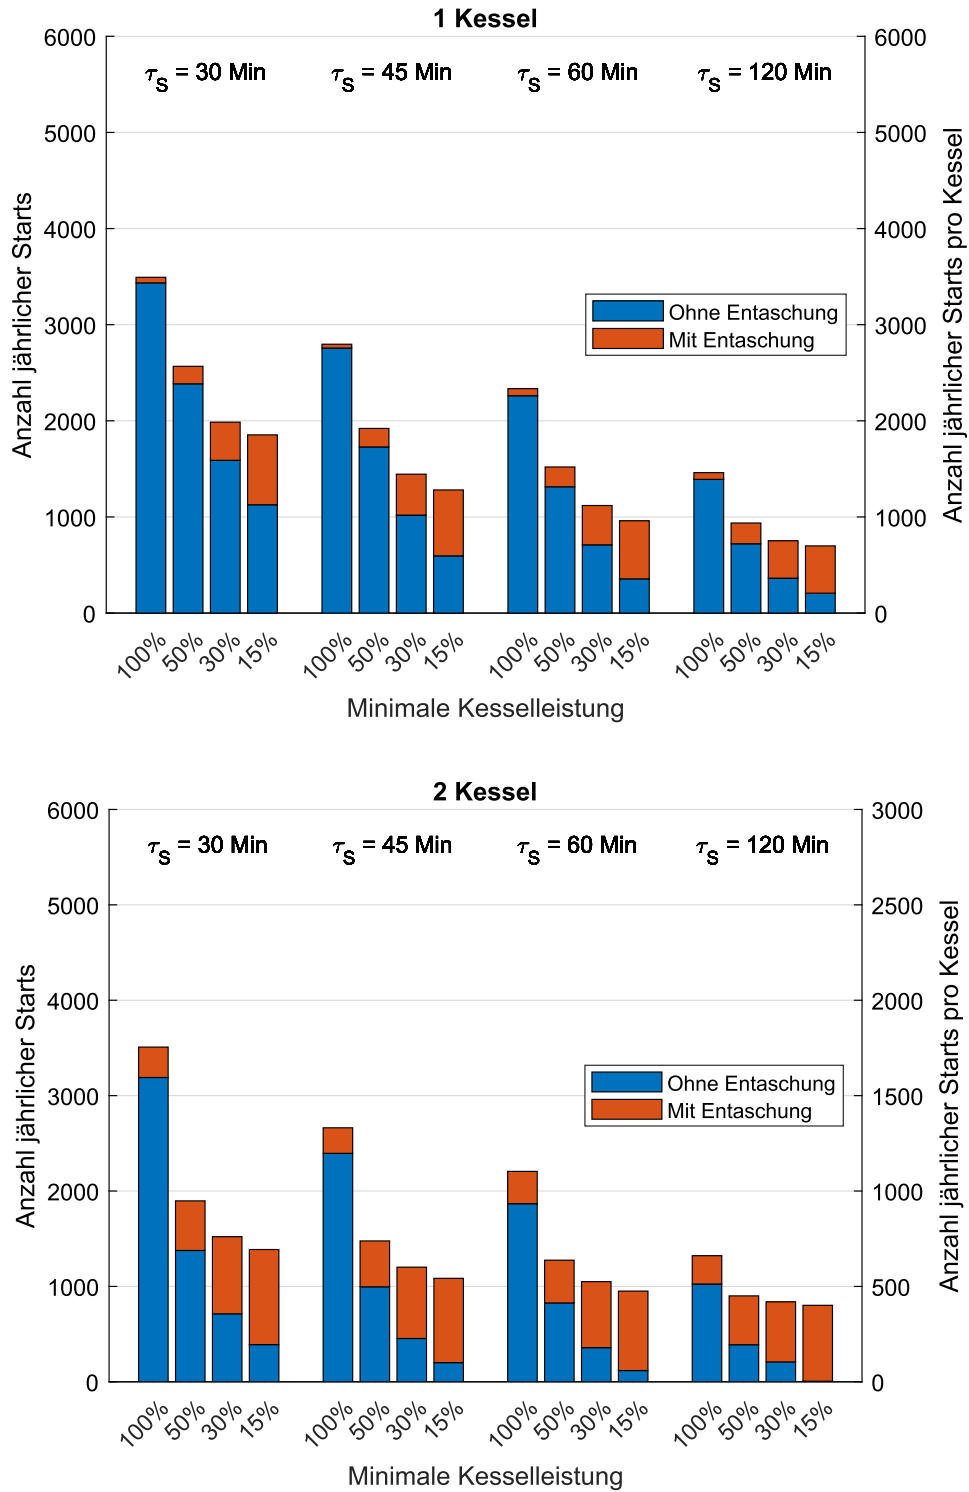 1 Kessel
6000
5000
4000
3000
2000
1000
0
Anzahl jährlicher Starts
τS = 30 Min
τS = 45 Min
τS = 60 Min
τS = 120 Min
Ohne Entaschung
Mit Entaschung
6000
5000
4000
3000
2000
1000
0
Anzahl jährlicher Starts pro Kessel
100% 50% 30% 15% 100% 50% 30% 15% 100% 50% 30% 15% 100% 50% 30% 15%
Minimale Kesselleistung
2 Kessel
6000
5000
4000
3000
2000
1000
0
Anzahl jährlicher Starts
τS = 30 Min
τS = 45 Min
τS = 60 Min
τS = 120 Min
Ohne Entaschung
Mit Entaschung
3000
2500
2000
1500
1000
500
0
Anzahl jährlicher Starts pro Kessel
100% 50% 30% 15% 100% 50% 30% 15% 100% 50% 30% 15% 100% 50% 30% 15%
Minimale Kesselleistung